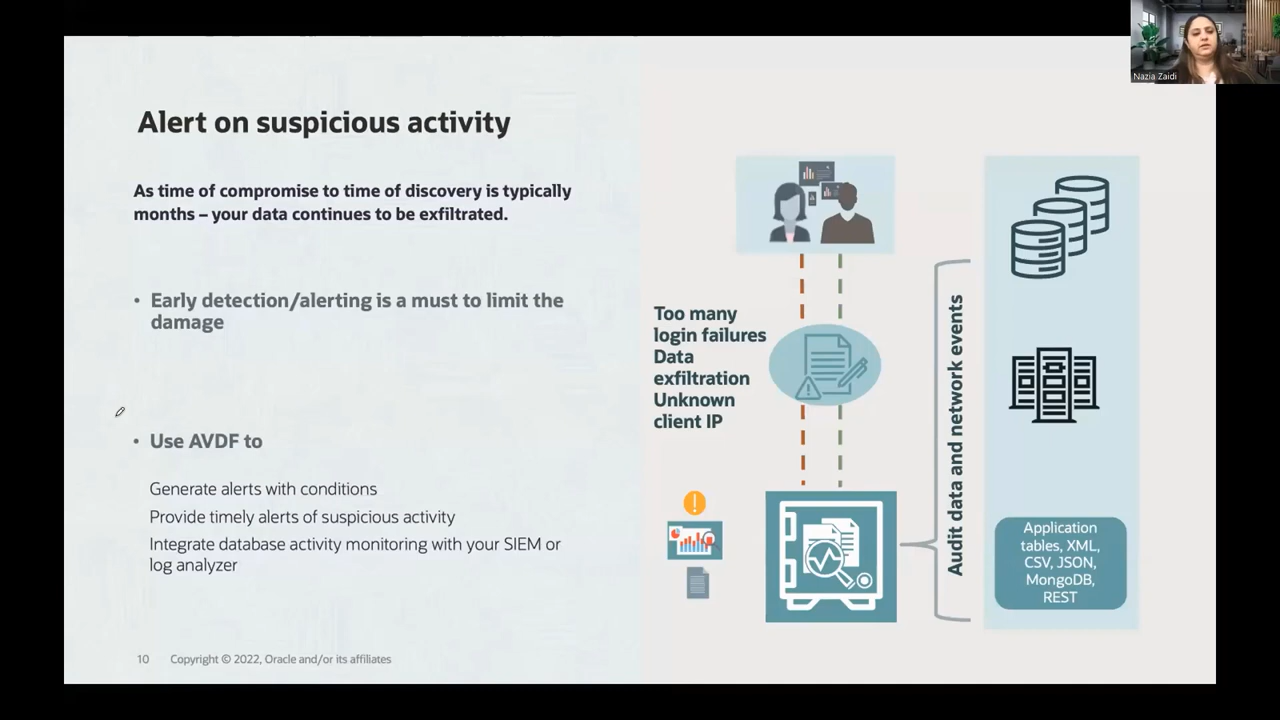 Nazia Zaidi
Alert on suspicious activity
As time of compromise to time of discovery is typically
months – your data continues to be exfiltrated.
• Early detection/alerting is a must to limit the
damage
• Use AVDF to
Generate alerts with conditions
Provide timely alerts of suspicious activity
Integrate database activity monitoring with your SIEM or
log analyzer
Too many
login failures
Data
exfiltration
Unknown
client IP
Audit data and network events
Application
tables, XML,
CSV, JSON,
MongoDB,
REST
10 Copyright © 2022, Oracle and/or its affiliates